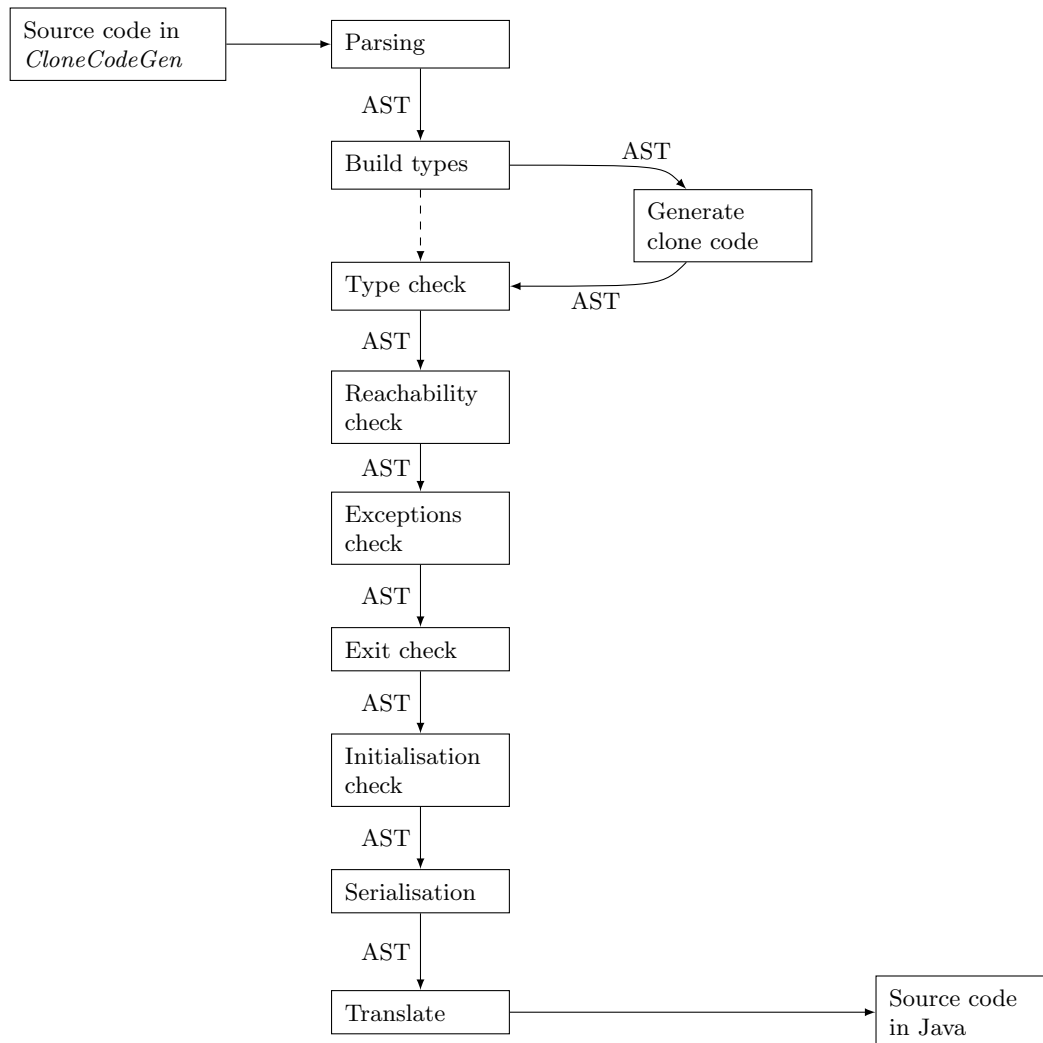 Source code in
CloneCodeGen
Parsing
AST
Build types
AST
Generate
clone code
Type check
AST
AST
Reachability
check
AST
Exceptions
check
AST
Exit check
AST
Initialisation
check
AST
Serialisation
AST
Translate
Source code
in Java